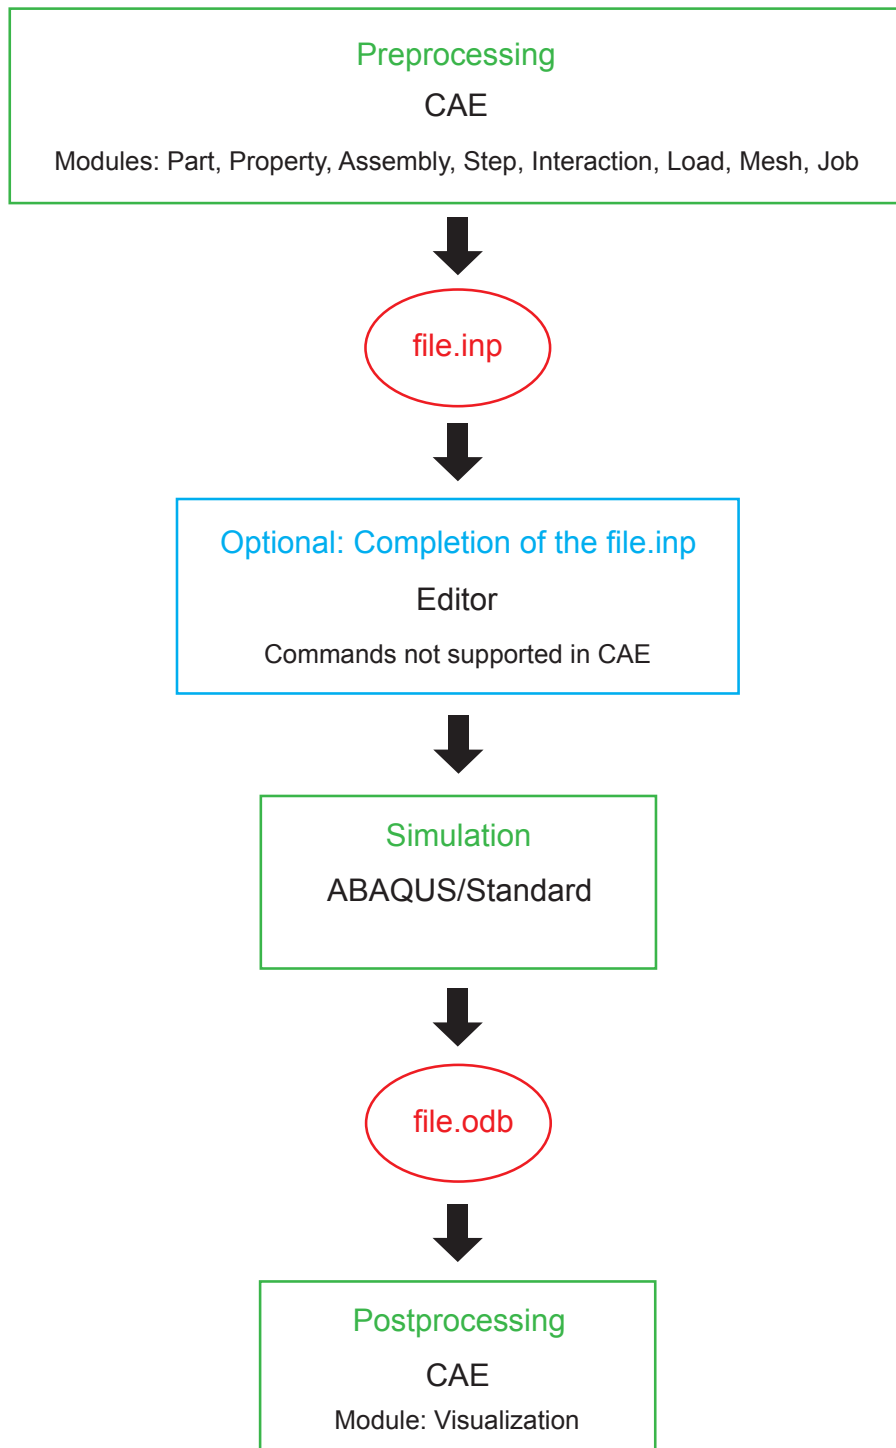 Preprocessing
CAE
Modules: Part, Property, Assembly, Step, Interaction, Load, Mesh, Job
file.inp
Optional: Completion of the file.inp
Editor
Commands not supported in CAE
Simulation
ABAQUS/Standard
file.odb
Postprocessing
CAE
Module: Visualization